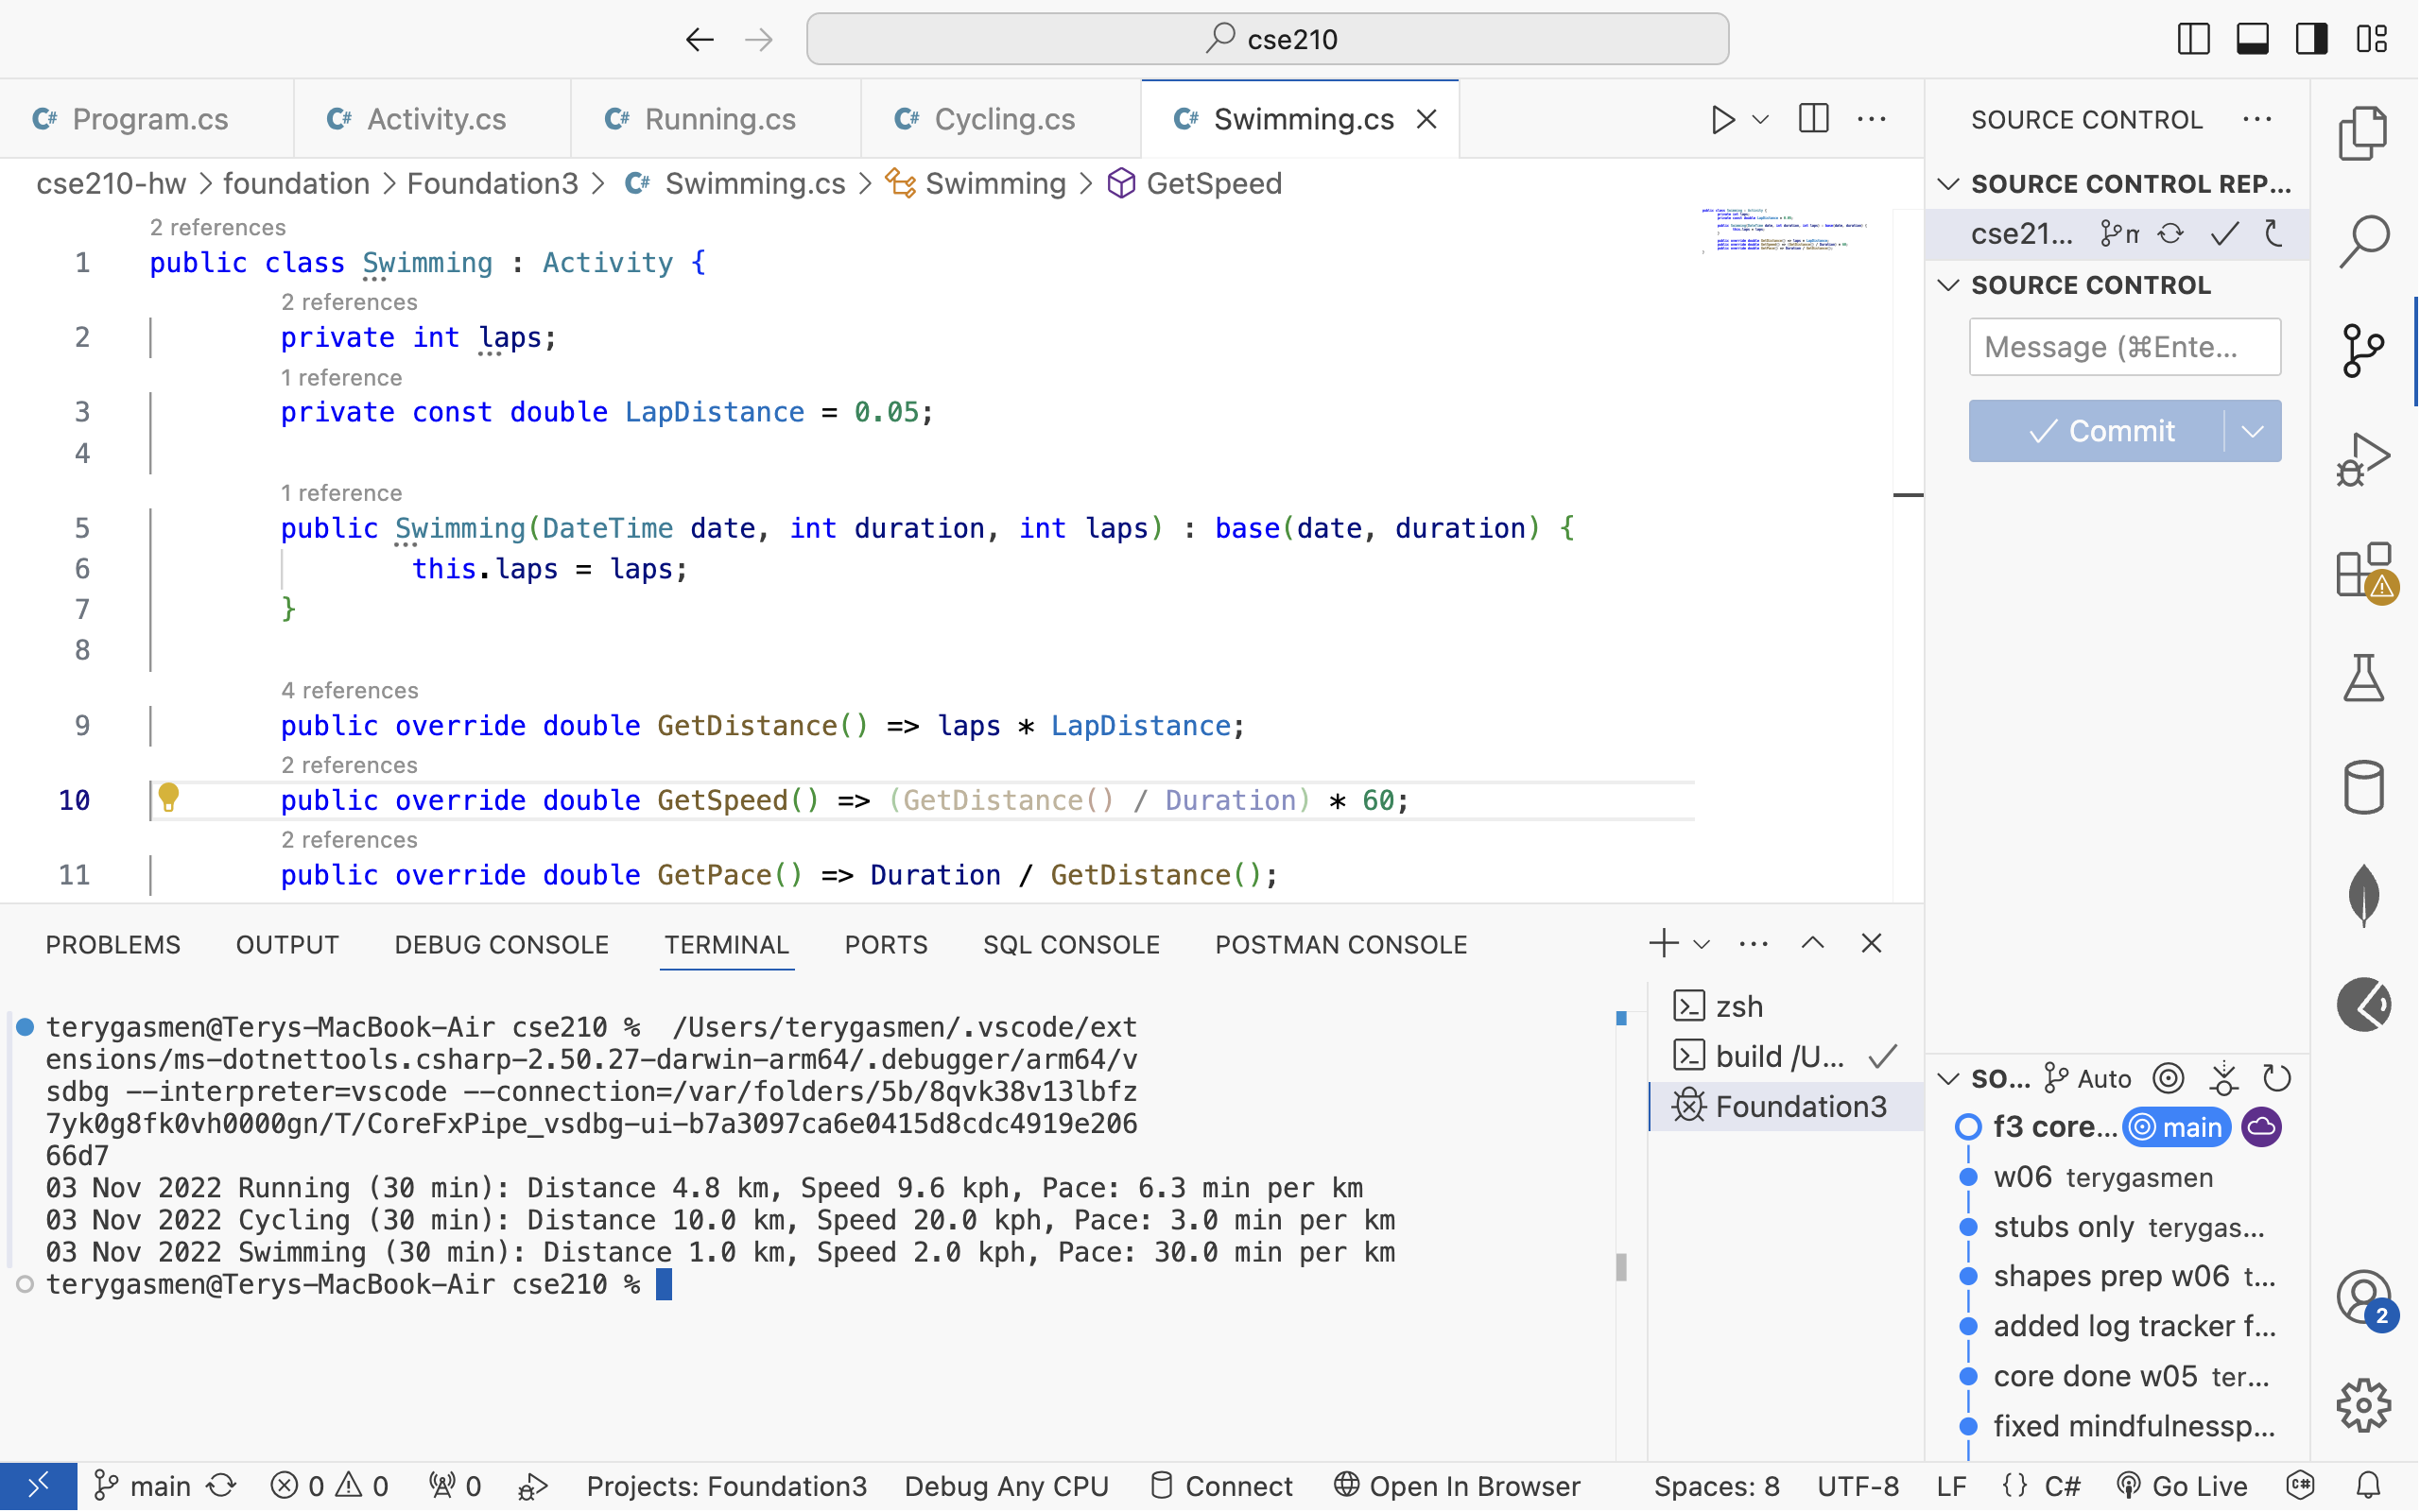 cse210
Program.cs
Activity.cs
Running.cs
Cycling.cs
Swimming.cs
cse210-hw > foundation > Foundation3 > Swimming.cs > Swimming > GetSpeed
2 references
1 public class Swimming : Activity {
2 references
2 private int laps;
1 reference
3 private const double LapDistance = 0.05;
4
1 reference
5 public Swimming(DateTime date, int duration, int laps) : base(date, duration) {
6 this.laps = laps;
7 }
8
4 references
9 public override double GetDistance() => laps * LapDistance;
2 references
10 public override double GetSpeed() => (GetDistance() / Duration) * 60;
2 references
11 public override double GetPace() => Duration / GetDistance();
PROBLEMS OUTPUT DEBUG CONSOLE TERMINAL PORTS SQL CONSOLE POSTMAN CONSOLE
terygasmen@Terys-MacBook-Air cse210 %  /Users/terygasmen/.vscode/ext
ensions/ms-dotnettools.csharp-2.50.27-darwin-arm64/.debugger/arm64/v
sdbg --interpreter=vscode --connection=/var/folders/5b/8qvk38v13lbfz
7yk0g8fk0vh0000gn/T/CoreFxPipe_vsdbg-ui-b7a3097ca6e0415d8cdc4919e206
66d7
03 Nov 2022 Running (30 min): Distance 4.8 km, Speed 9.6 kph, Pace: 6.3 min per km
03 Nov 2022 Cycling (30 min): Distance 10.0 km, Speed 20.0 kph, Pace: 3.0 min per km
03 Nov 2022 Swimming (30 min): Distance 1.0 km, Speed 2.0 kph, Pace: 30.0 min per km
terygasmen@Terys-MacBook-Air cse210 %
zsh
build /U...
Foundation3
SOURCE CONTROL
SOURCE CONTROL REP...
cse21...
SOURCE CONTROL
Message (⌘Ente...
Commit
SO... Auto
f3 core... main
w06 terygasmen
stubs only terygas...
shapes prep w06 t...
added log tracker f...
core done w05 ter...
fixed mindfulnessp...
2
main 0 0 0 Projects: Foundation3 Debug Any CPU Connect Open In Browser Spaces: 8 UTF-8 LF {} C# Go Live